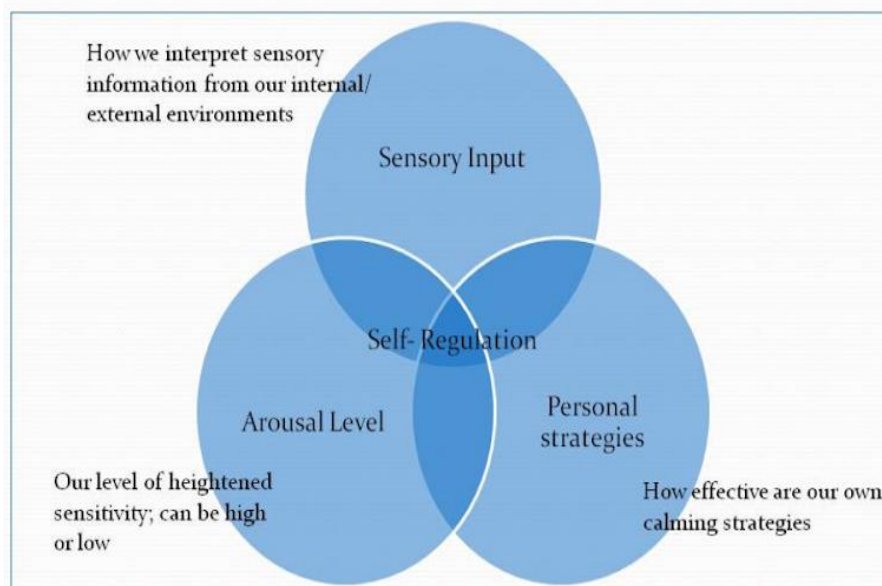 How we interpret sensory
information from our internal/
external environments
Sensory Input
Self- Regulation
Arousal Level
Personal
strategies
Our level of heightened
sensitivity; can be high
or low
How effective are our own
calming strategies